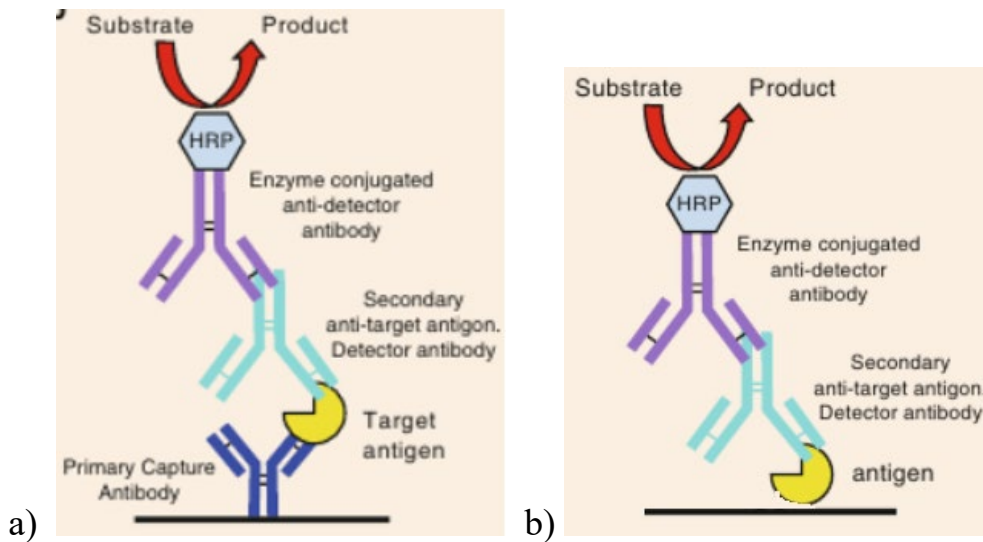 Substrate Product
HRP
Enzyme conjugated
anti-detector
antibody
Secondary
anti-target antigon.
Detector antibody
Target
antigen
Primary Capture
Antibody
a)
Substrate Product
HRP
Enzyme conjugated
anti-detector
antibody
Secondary
anti-target antigon
Detector antibody
antigen
b)